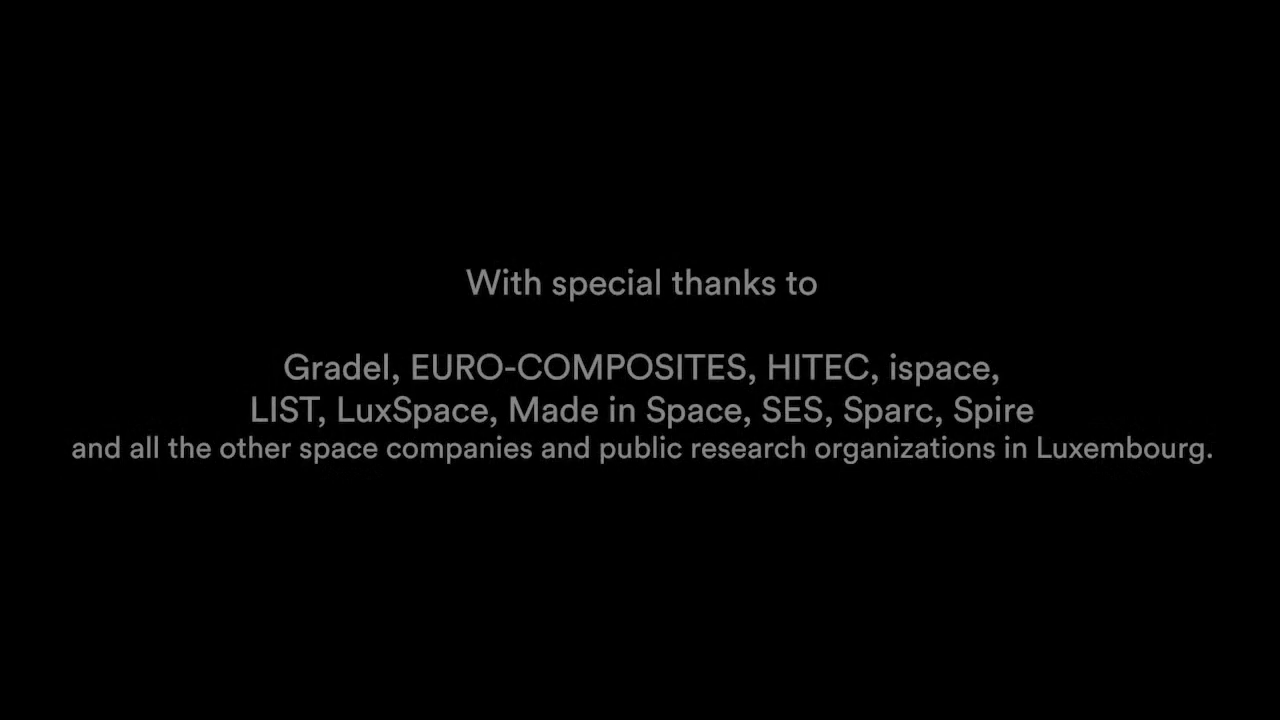 With special thanks to
Gradel, EURO-COMPOSITES, HITEC, ispace,
LIST, LuxSpace, Made in Space, SES, Sparc, Spire
and all the other space companies and public research organizations in Luxembourg.